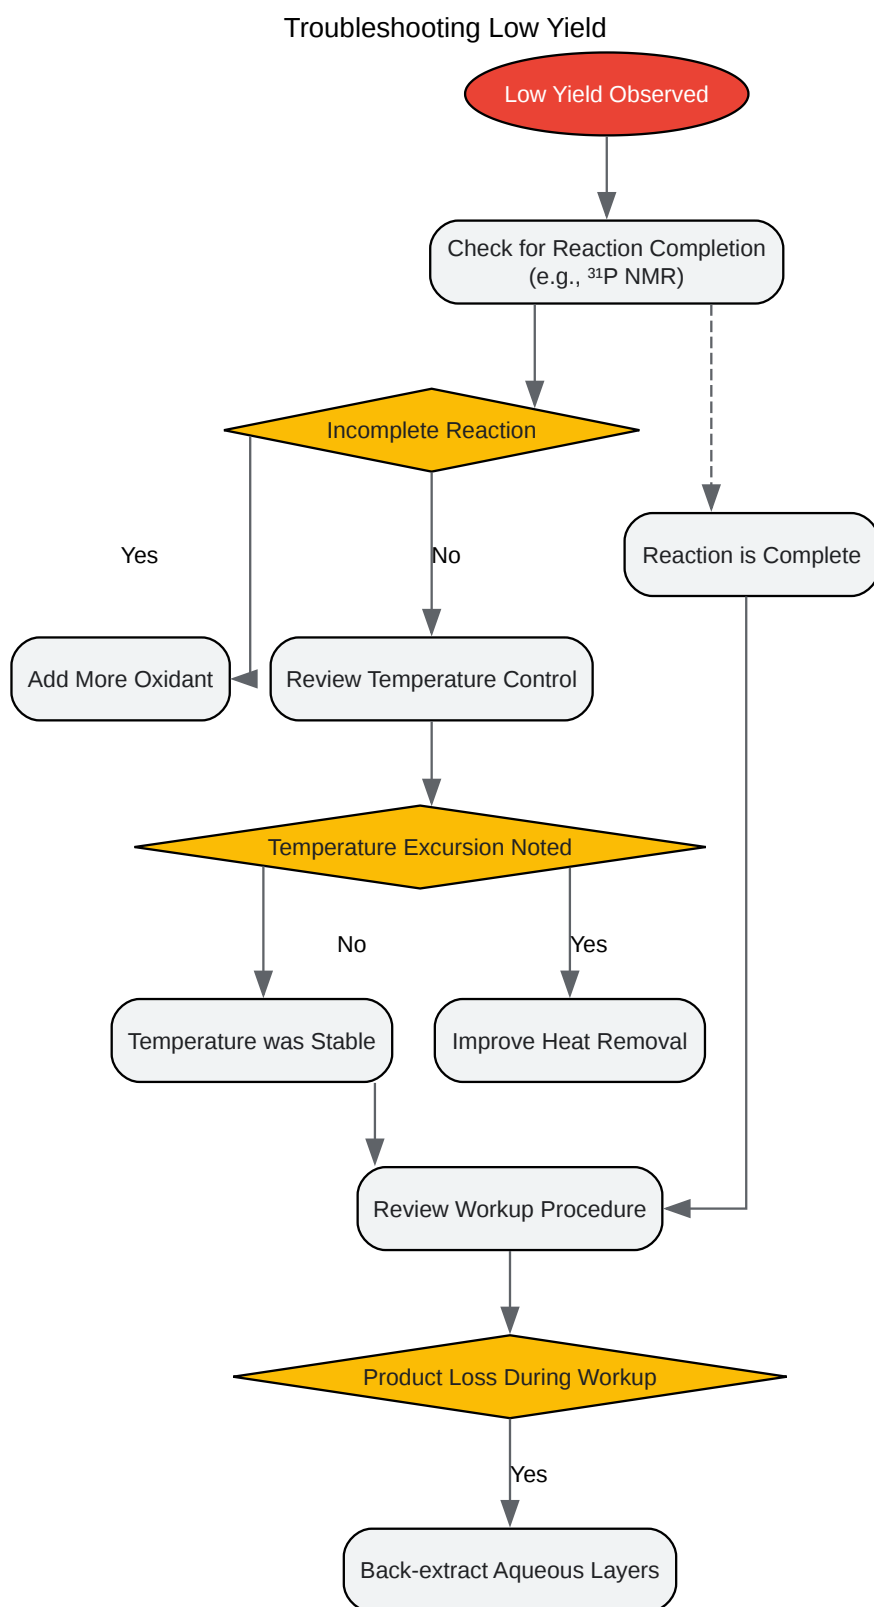 Troubleshooting Low Yield
Low Yield Observed
Check for Reaction Completion
(e.g., ³¹P NMR)
Incomplete Reaction
Yes
No
Reaction is Complete
Add More Oxidant
Review Temperature Control
Temperature Excursion Noted
No
Yes
Temperature was Stable
Improve Heat Removal
Review Workup Procedure
Product Loss During Workup
Yes
Back-extract Aqueous Layers